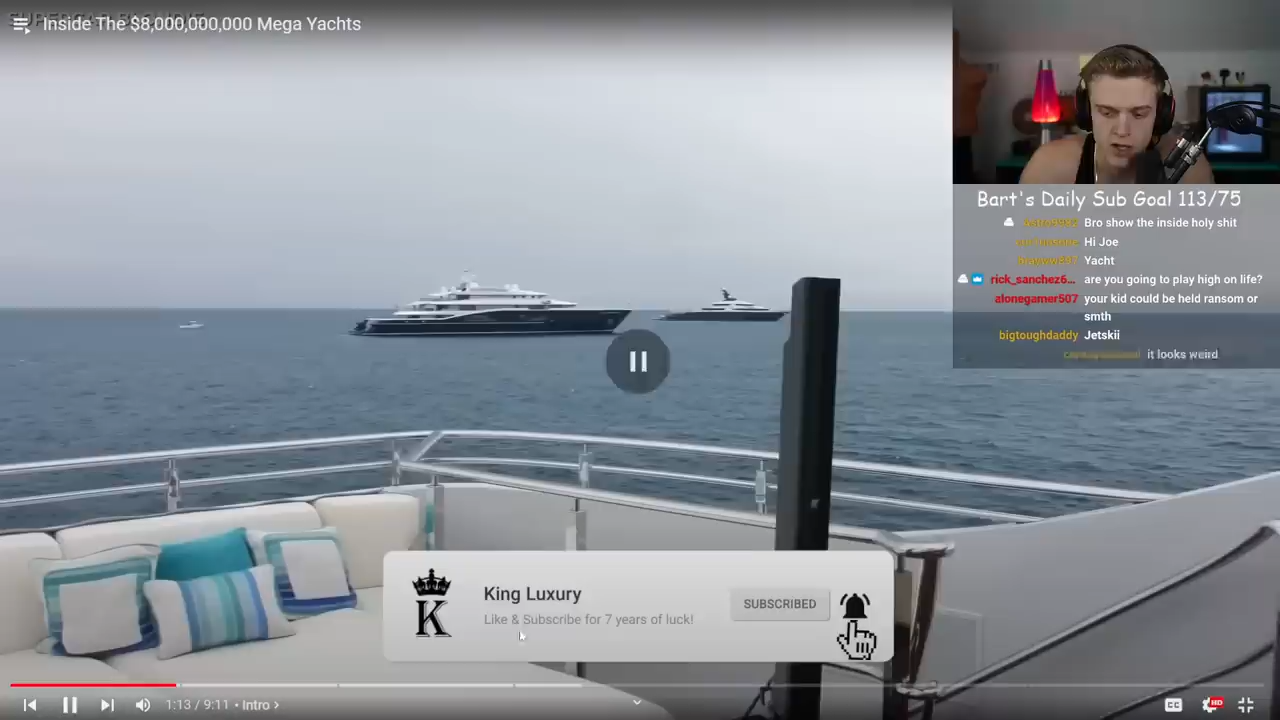 Inside The $8,000,000,000 Mega Yachts
Bart's Daily Sub Goal 113/75
Bro show the inside holy shit
Hi Joe
Yacht
rick_sanchez6... are you going to play high on life?
alonegamer507 your kid could be held ransom or
smth
bigtoughdaddy Jetskii
it looks weird
K
King Luxury
Like & Subscribe for 7 years of luck!
SUBSCRIBED
1:13 / 9:11 • Intro >
CC
HD